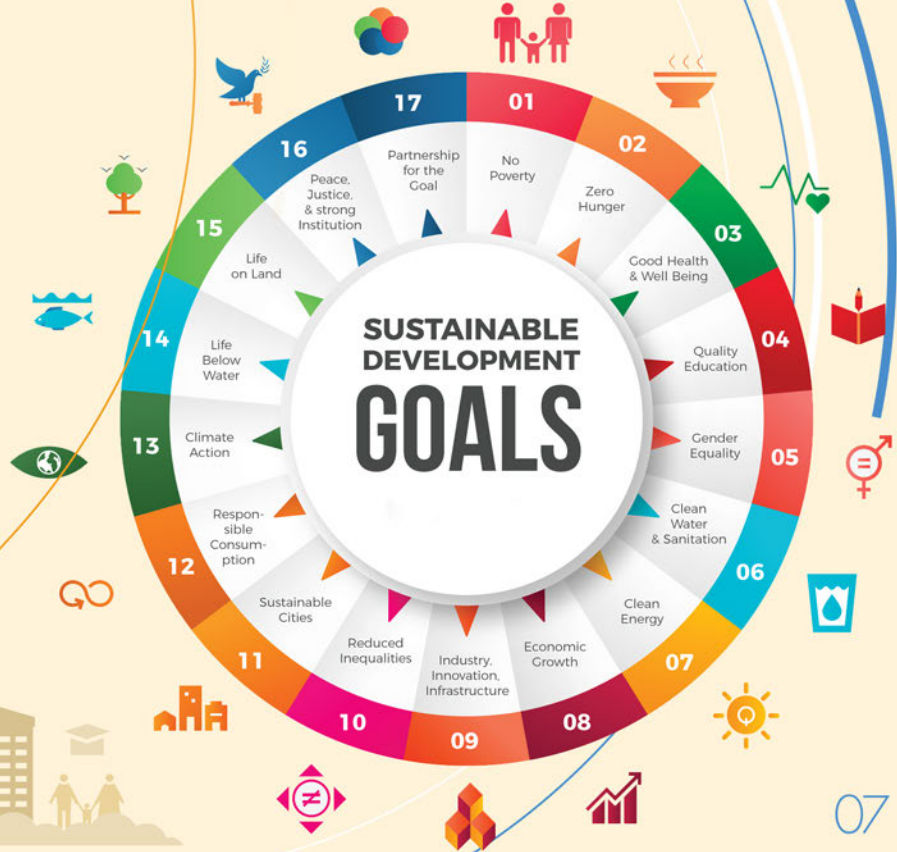 SUSTAINABLE
DEVELOPMENT
GOALS
01
No
Poverty
02
Zero
Hunger
03
Good Health
& Well Being
04
Quality
Education
05
Gender
Equality
06
Clean
Water
& Sanitation
07
Clean
Energy
08
Economic
Growth
09
Industry,
Innovation,
Infrastructure
10
Reduced
Inequalities
11
Sustainable
Cities
12
Respon-
sible
Consum-
ption
13
Climate
Action
14
Life
Below
Water
15
Life
on Land
16
Peace,
Justice,
& strong
Institution
17
Partnership
for the
Goal
07